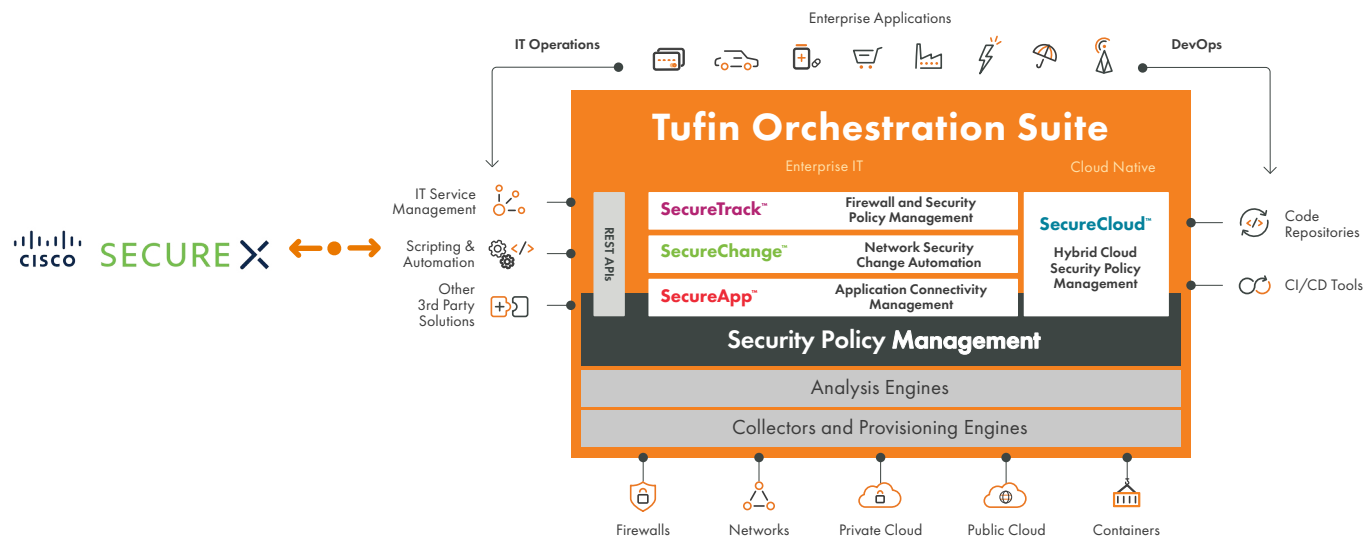 Enterprise Applications
IT Operations
DevOps
Tufin Orchestration Suite
Enterprise IT
Cloud Native
IT Service
Management
Scripting &
Automation
Other
3rd Party
Solutions
CISCO
SECURE X
REST APIs
SecureTrack™
Firewall and Security
Policy Management
SecureChange™
Network Security
Change Automation
SecureApp™
Application Connectivity
Management
SecureCloud™
Hybrid Cloud
Security Policy
Management
Code
Repositories
CI/CD Tools
Security Policy Management
Analysis Engines
Collectors and Provisioning Engines
Firewalls
Networks
Private Cloud
Public Cloud
Containers